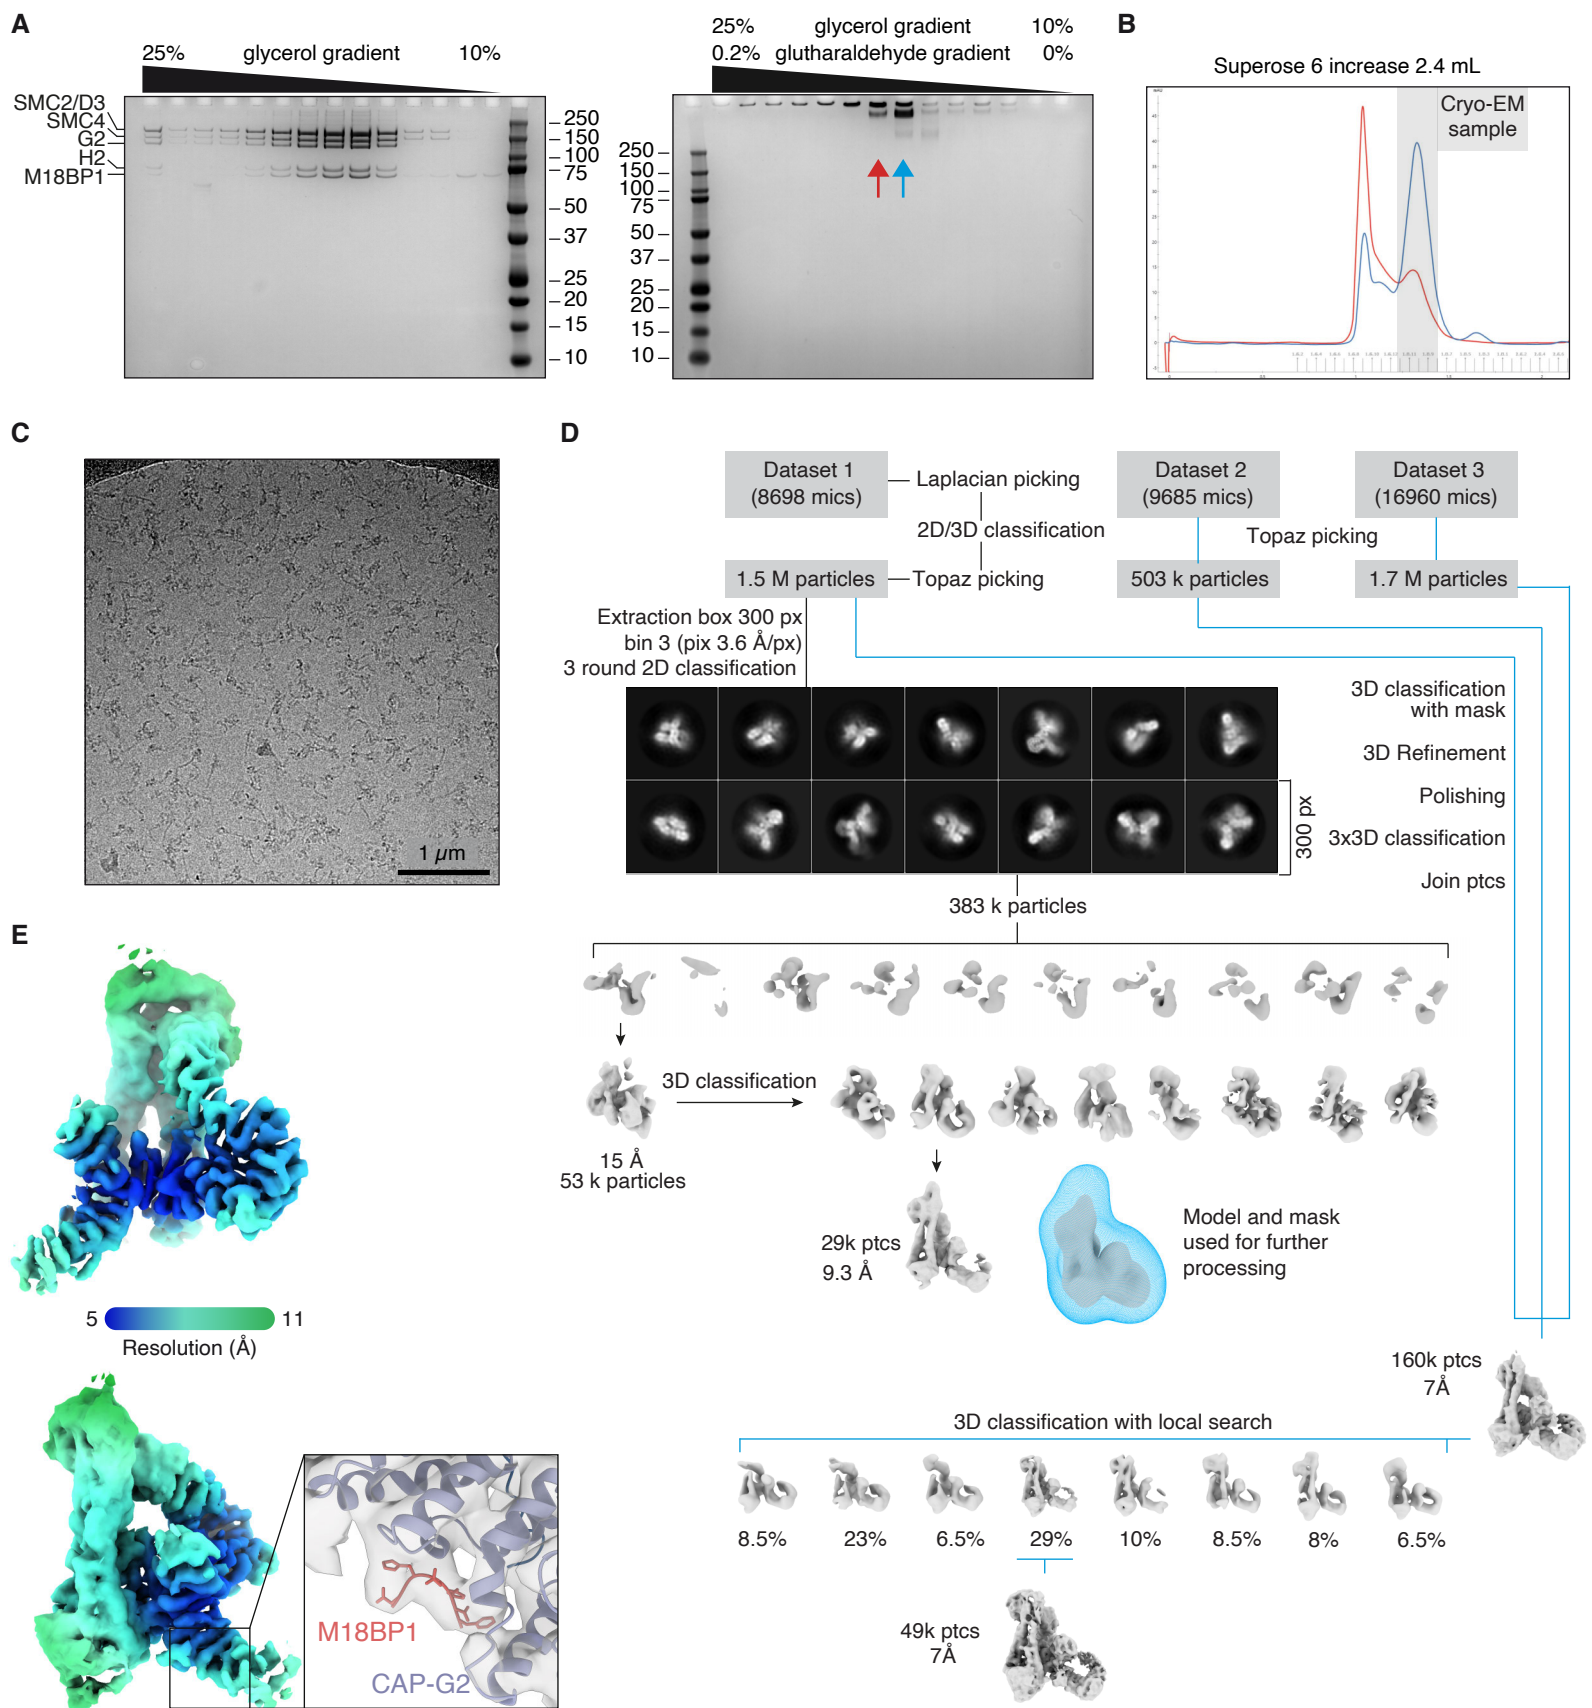 A
25% glycerol gradient 10%
SMC2/D3
SMC4
G2
H2
M18BP1
250
150
100
75
50
37
25
20
15
10
25% glycerol gradient 10%
0.2% glutharaldehyde gradient 0%
250
150
100
75
50
37
25
20
15
10
B
Superose 6 increase 2.4 mL
Cryo-EM
sample
C
1 µm
D
Dataset 1
(8698 mics)
Laplacian picking
2D/3D classification
1.5 M particles
Topaz picking
Dataset 2
(9685 mics)
Dataset 3
(16960 mics)
Topaz picking
503 k particles
1.7 M particles
Extraction box 300 px
bin 3 (pix 3.6 Å/px)
3 round 2D classification
300 px
3D classification
with mask
3D Refinement
Polishing
3x3D classification
Join ptcs
383 k particles
15 Å
53 k particles
3D classification
29k ptcs
9.3 Å
Model and mask
used for further
processing
160k ptcs
7Å
3D classification with local search
8.5% 23% 6.5% 29% 10% 8.5% 8% 6.5%
49k ptcs
7Å
E
5 11
Resolution (Å)
M18BP1
CAP-G2